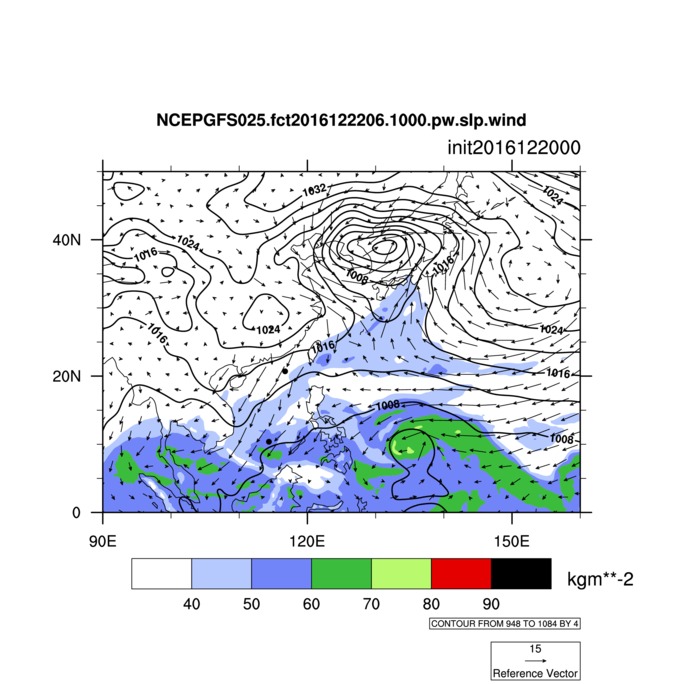 NCEPGFS025.fct2016122206.1000.pw.slp.wind
init2016122000
1032
1024
40N
1024
1016
1016
1008
1016
1024
1024
1016
1016
20N
1008
1008
0
90E 120E 150E
40 50 60 70 80 90
kgm**-2
CONTOUR FROM 948 TO 1084 BY 4
15
Reference Vector